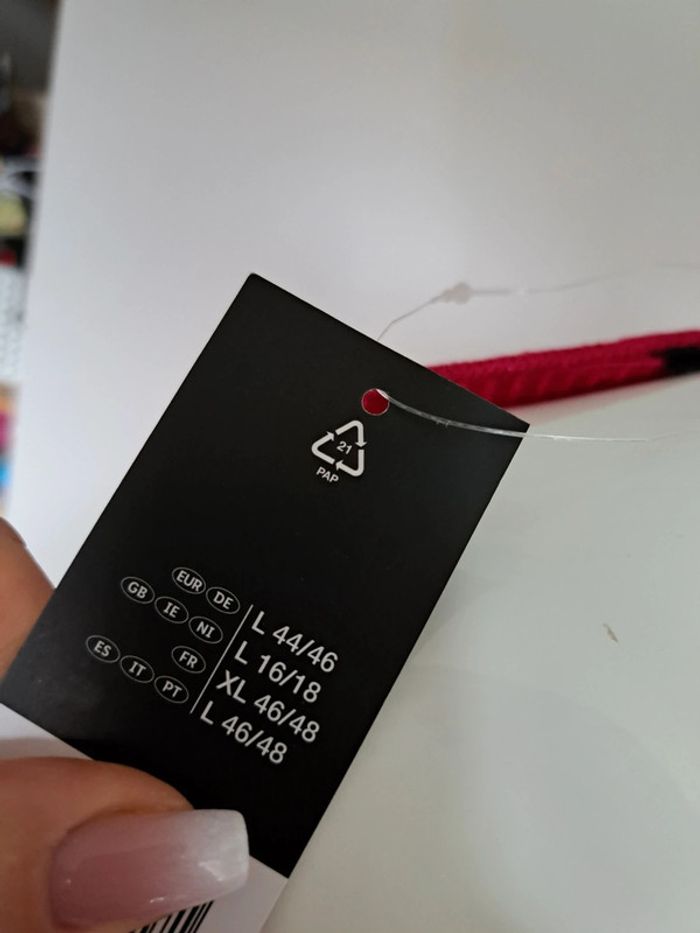 21
PAP
EUR DE L 44/46
GB IE NI L 16/18
FR XL 46/48
ES IT PT L 46/48